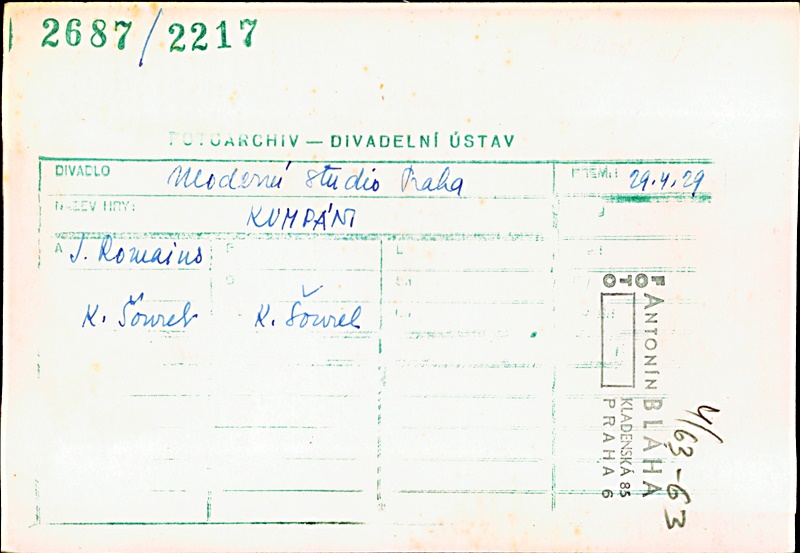 2687/2217
FOTOARCHIV — DIVADELNÍ ÚSTAV
DIVADLO Moderní studio Praha PREM.: 29.4.29
NÁZEV HRY: KUMPÁNI
A J. Romains
K. Šourek K. Šourek
FOTO
ANTONÍN BLÁHA
KLADENSKÁ 85
PRAHA 6
4/63-63